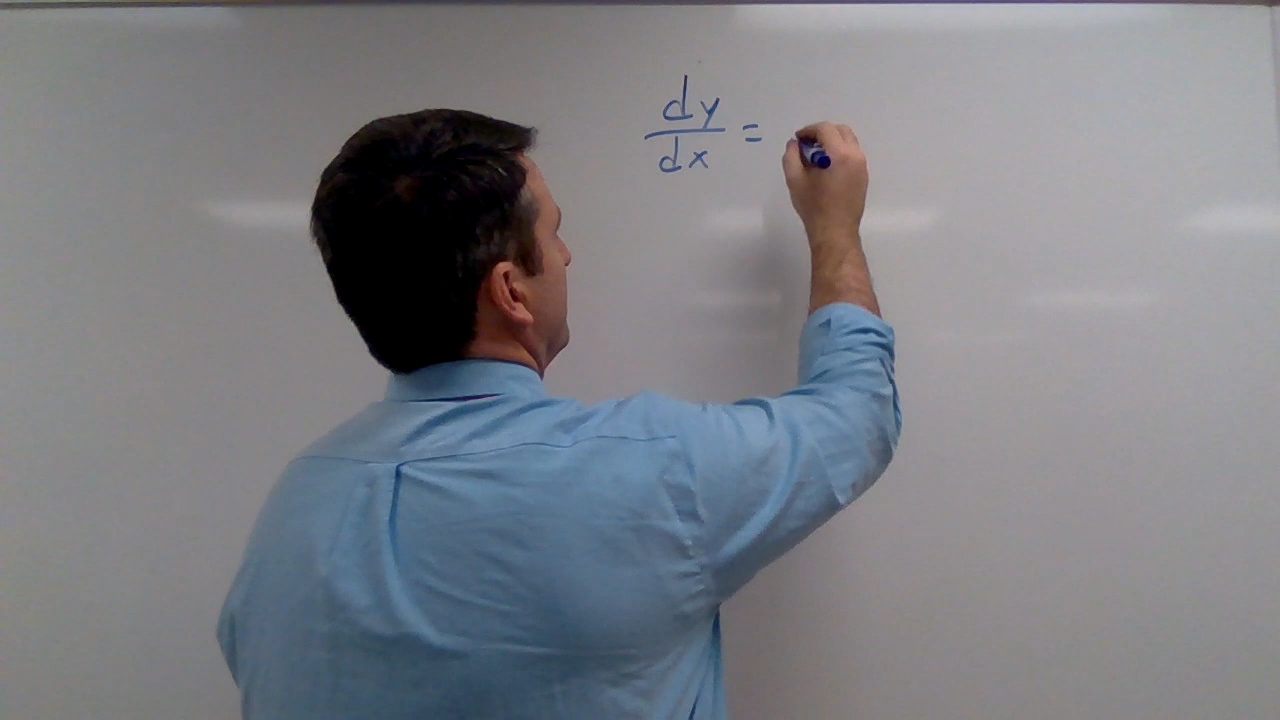 dy/dx =